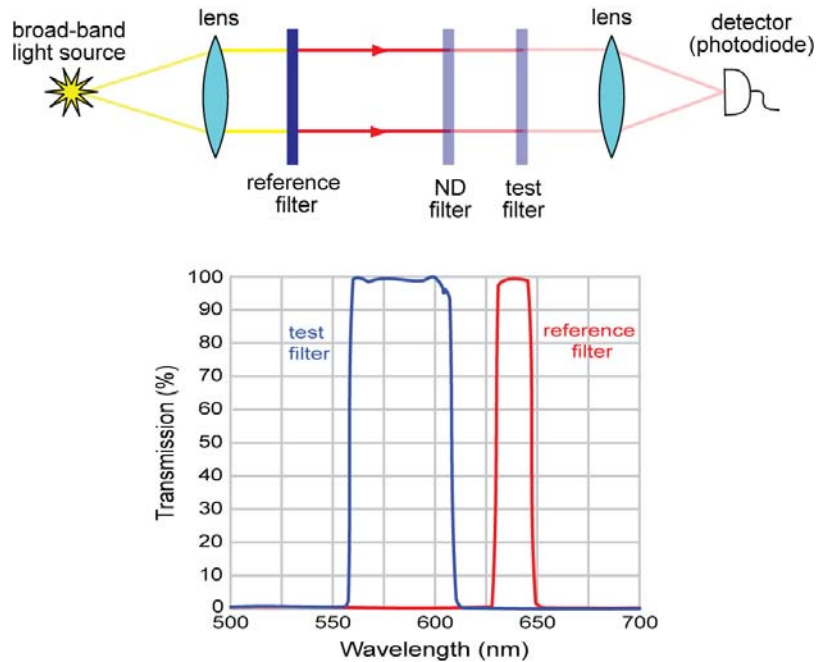 broad-band
light source
lens
lens
detector
(photodiode)
reference
filter
ND
filter
test
filter
Transmission (%)
100
90
80
70
60
50
40
30
20
10
0
test
filter
reference
filter
500
550
600
650
700
Wavelength (nm)